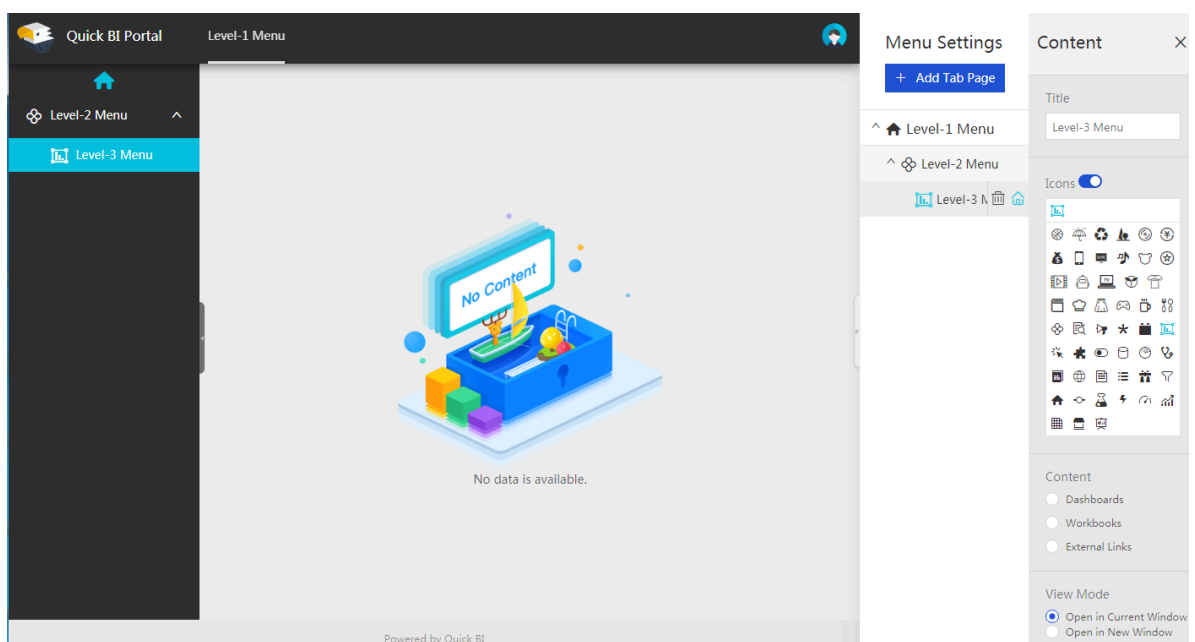 Quick BI Portal
Level-1 Menu
Level-2 Menu
Level-3 Menu
No Content
No data is available.
Powered by Quick BI
Menu Settings
+ Add Tab Page
Level-1 Menu
Level-2 Menu
Level-3 M
Content
Title
Level-3 Menu
Icons
Content
Dashboards
Workbooks
External Links
View Mode
Open in Current Window
Open in New Window